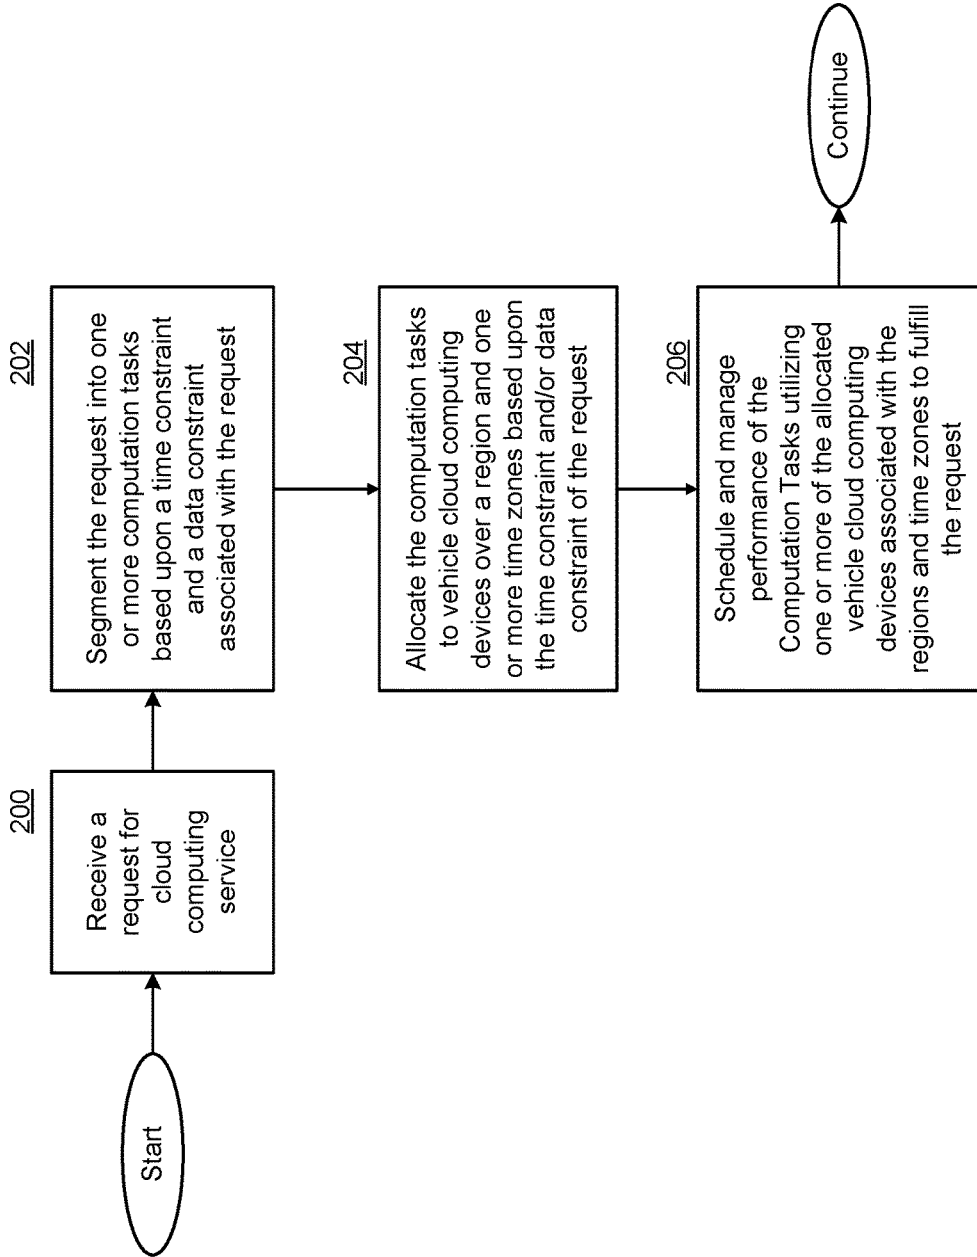 Start
200
Receive a
request for
cloud
computing
service
202
Segment the request into one
or more computation tasks
based upon a time constraint
and a data constraint
associated with the request
204
Allocate the computation tasks
to vehicle cloud computing
devices over a region and one
or more time zones based upon
the time constraint and/or data
constraint of the request
206
Schedule and manage
performance of the
Computation Tasks utilizing
one or more of the allocated
vehicle cloud computing
devices associated with the
regions and time zones to fulfill
the request
Continue